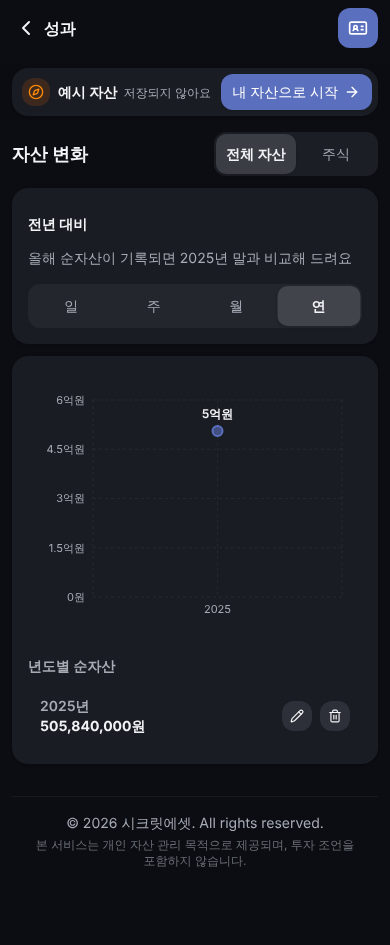 성과
예시 자산 저장되지 않아요 내 자산으로 시작 →
자산 변화 전체 자산 주식
전년 대비
올해 순자산이 기록되면 2025년 말과 비교해 드려요
일 주 월 연
6억원
5억원
4.5억원
3억원
1.5억원
0원
2025
년도별 순자산
2025년
505,840,000원
© 2026 시크릿에셋. All rights reserved.
본 서비스는 개인 자산 관리 목적으로 제공되며, 투자 조언을
포함하지 않습니다.